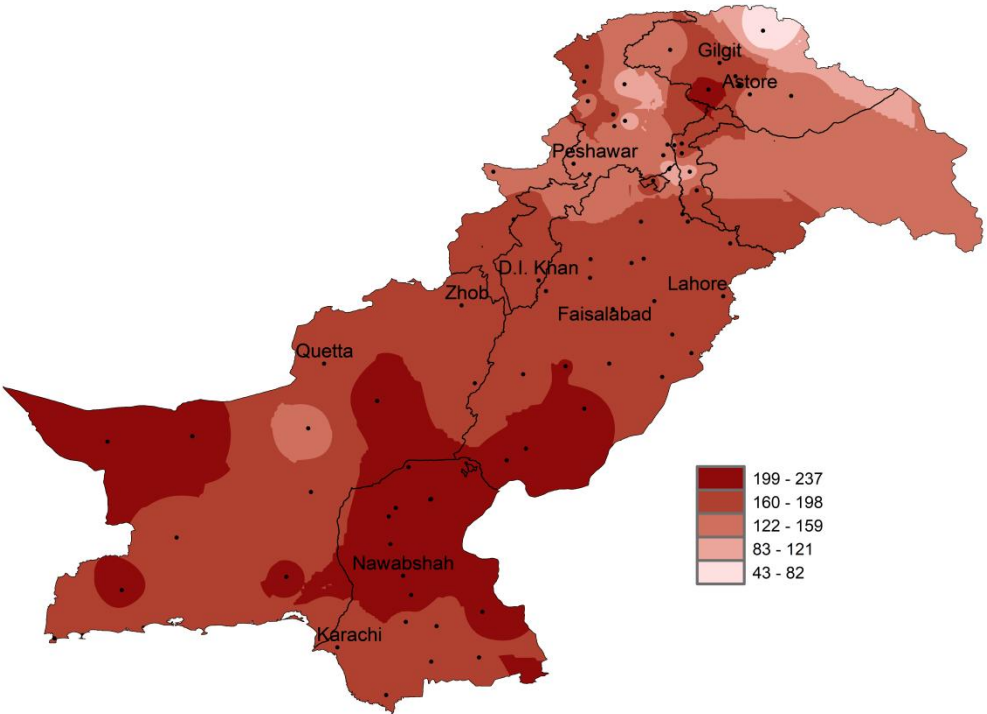 Gilgit
Astore
Peshawar
D.I. Khan
Zhob
Lahore
Faisalabad
Quetta
199 - 237
160 - 198
122 - 159
83 - 121
43 - 82
Nawabshah
Karachi